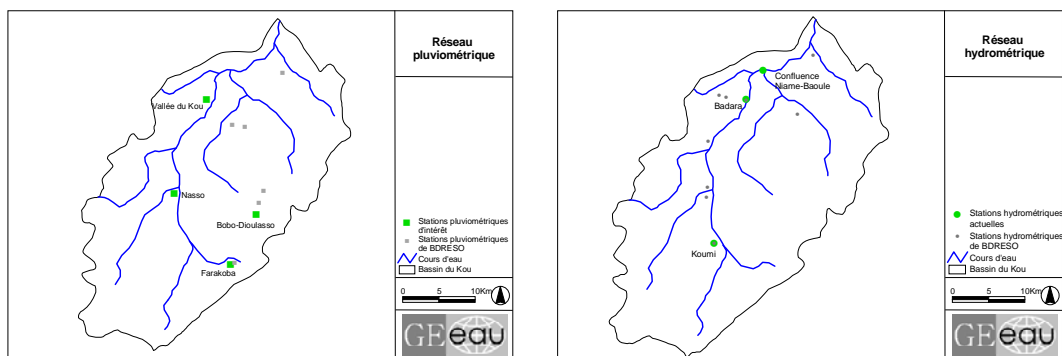 Réseau
pluviométrique
Vallée du Kou
Nasso
Bobo-Dioulasso
Farakoba
Stations pluviométriques
d'intérêt
Stations pluviométriques
de BDRESO
Cours d'eau
Bassin du Kou
0 5 10Km
GEeau
Réseau
hydrométrique
Confluence
Niame-Baoule
Badara
Koumi
Stations hydrométriques
actuelles
Stations hydrométriques
de BDRESO
Cours d'eau
Bassin du Kou
0 5 10Km
GEeau